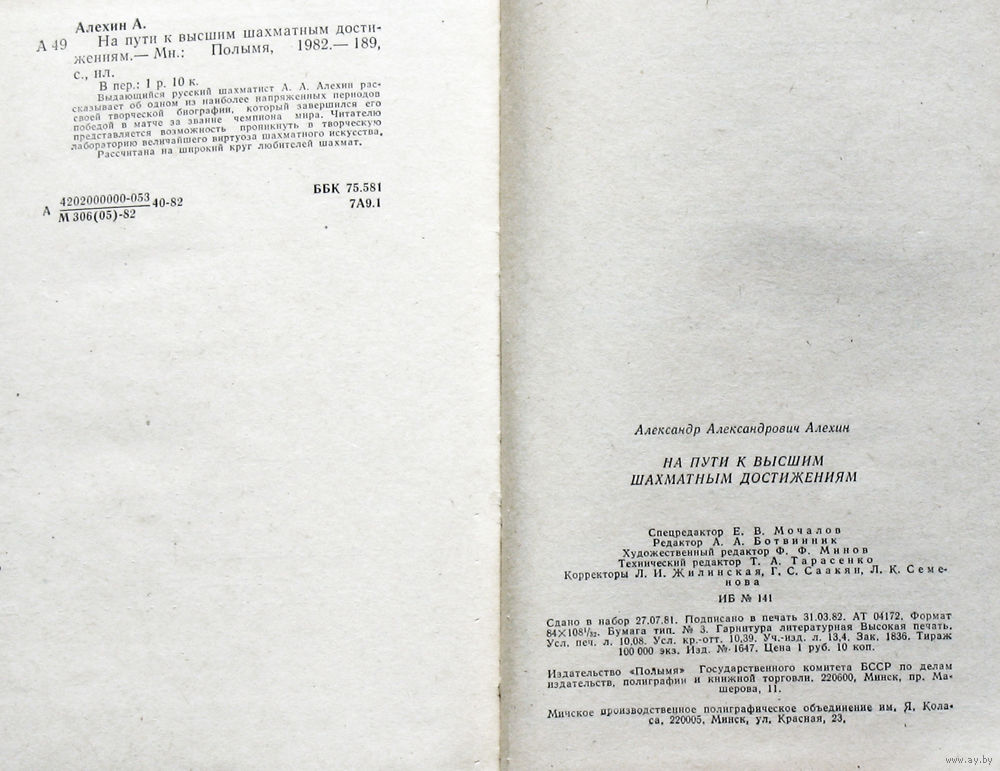 Алехин А.
А 49 На пути к высшим шахматным дости-
жениям.— Мн.: Полымя, 1982.— 189,
с., ил.
В пер.: 1 р. 10 к.
Выдающийся русский шахматист А. А. Алехин рас-
сказывает об одном из наиболее напряженных периодов
своей творческой биографии, который завершился его
победой в матче за звание чемпиона мира. Читателю
представляется возможность проникнуть в творческую
лабораторию величайшего виртуоза шахматного искусства.
Рассчитана на широкий круг любителей шахмат.
А 4202000000-053 40-82
М 306(05)-82
ББК 75.581
7А9.1
Александр Александрович Алехин
НА ПУТИ К ВЫСШИМ
ШАХМАТНЫМ ДОСТИЖЕНИЯМ
Спецредактор Е. В. Мочалов
Редактор А. А. Ботвинник
Художественный редактор Ф. Ф. Минов
Технический редактор Т. А. Тарасенко
Корректоры Л. И. Жилинская, Г. С. Саакян, Л. К. Семе-
нова
ИБ № 141
Сдано в набор 27.07.81. Подписано в печать 31.03.82. АТ 04172. Формат
84×108¹/₃₂. Бумага тип. № 3. Гарнитура литературная Высокая печать.
Усл. печ. л. 10,08. Усл. кр.-отт. 10,39. Уч.-изд. л. 13,4. Зак. 1836. Тираж
100 000 экз. Изд. № 1647. Цена 1 руб. 10 коп.
Издательство «Полымя» Государственного комитета БССР по делам
издательств, полиграфии и книжной торговли. 220600, Минск, пр. Ма-
шерова, 11.
Минское производственное полиграфическое объединение им. Я. Кола-
са. 220005, Минск, ул. Красная, 23.
www.ay.by